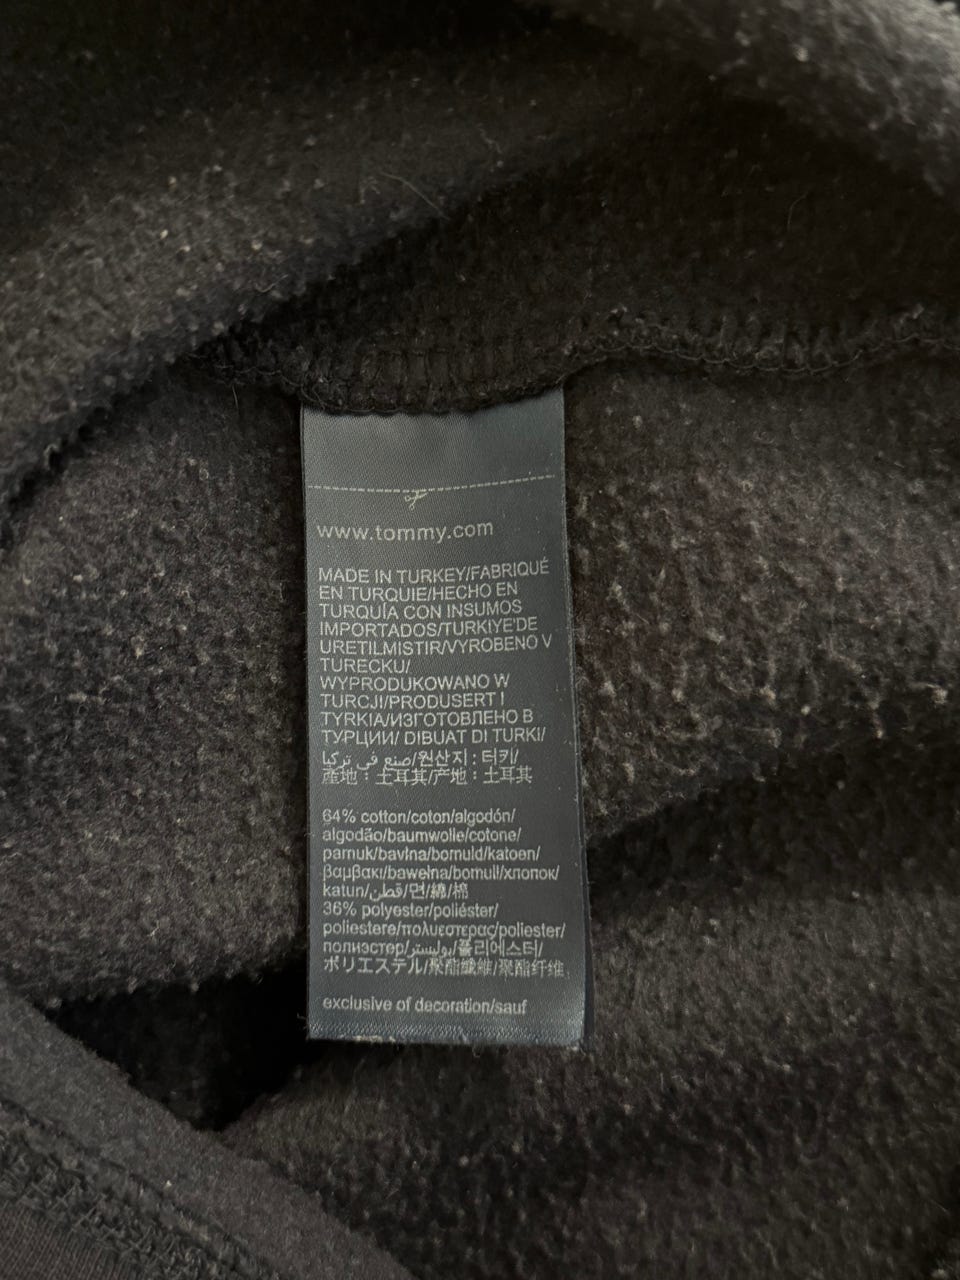 www.tommy.com
MADE IN TURKEY/FABRIQUÉ
EN TURQUIE/HECHO EN
TURQUÍA CON INSUMOS
IMPORTADOS/TURKIYE'DE
URETILMISTIR/VYROBENO V
TURECKU/
WYPRODUKOWANO W
TURCJI/PRODUSERT I
TYRKIA/ИЗГОТОВЛЕНО В
ТУРЦИИ/ DIBUAT DI TURKI/
صنع في تركيا/원산지 : 터키/
產地 : 土耳其/产地 : 土耳其
64% cotton/coton/algodón/
algodão/baumwolle/cotone/
pamuk/bavlna/bomuld/katoen/
βαμβακι/bawełna/bomull/хлопок/
katun/قطن/면/綿/棉
36% polyester/poliéster/
poliestere/πολυεστερας/poliester/
полиэстер/بوليستر/폴리에스터/
ポリエステル/聚酯纖維/聚酯纤维
exclusive of decoration/sauf